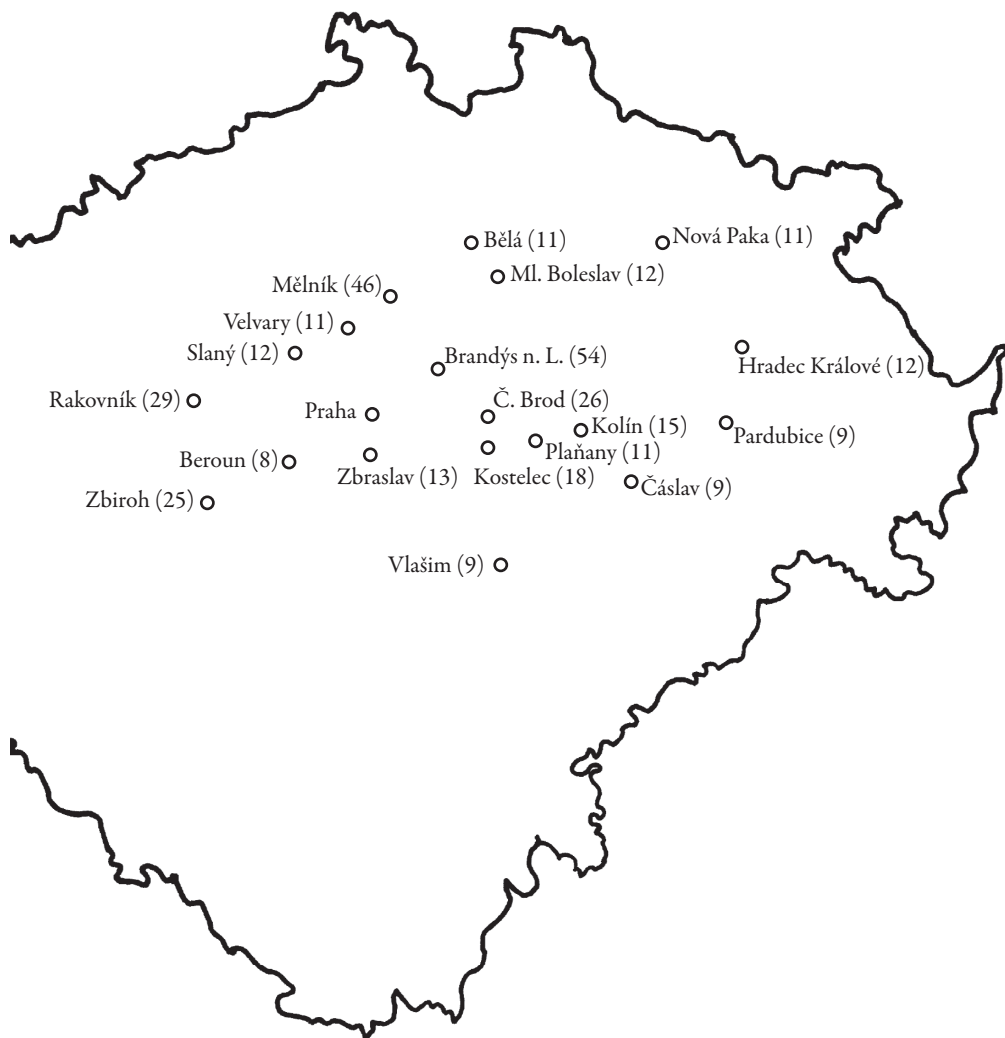 Bělá (11)
Nová Paka (11)
Ml. Boleslav (12)
Mělník (46)
Velvary (11)
Slaný (12)
Brandýs n. L. (54)
Hradec Králové (12)
Rakovník (29)
Praha
Č. Brod (26)
Kolín (15)
Pardubice (9)
Plaňany (11)
Beroun (8)
Zbraslav (13)
Kostelec (18)
Čáslav (9)
Zbiroh (25)
Vlašim (9)